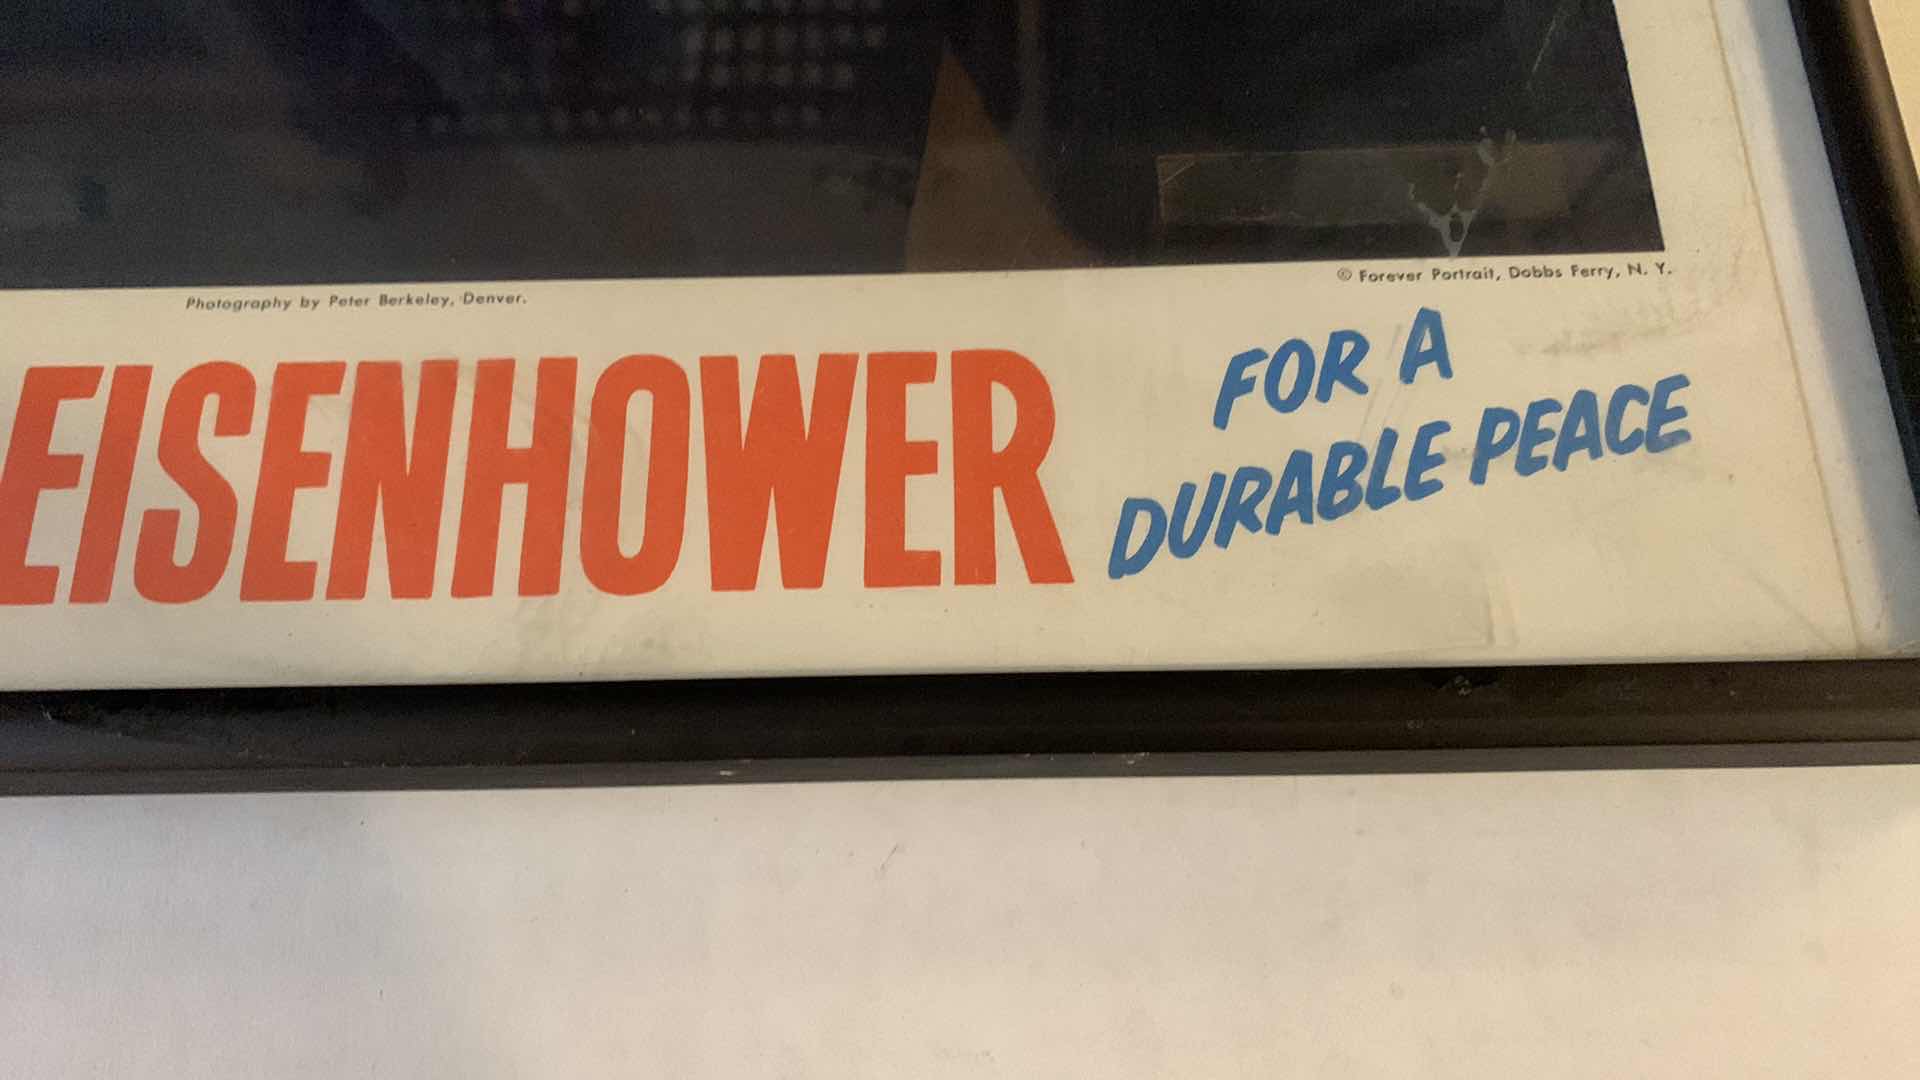 Photography by Peter Berkeley, Denver.
© Forever Portrait, Dobbs Ferry, N. Y.
EISENHOWER
FOR A
DURABLE PEACE